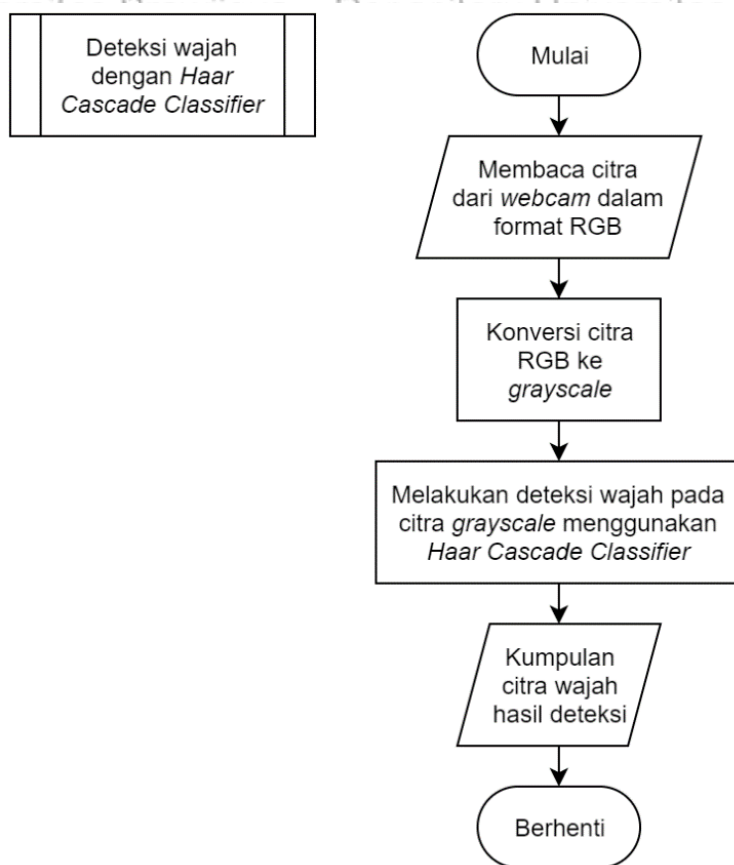 Deteksi wajah
dengan Haar
Cascade Classifier
Mulai
Membaca citra
dari webcam dalam
format RGB
Konversi citra
RGB ke
grayscale
Melakukan deteksi wajah pada
citra grayscale menggunakan
Haar Cascade Classifier
Kumpulan
citra wajah
hasil deteksi
Berhenti